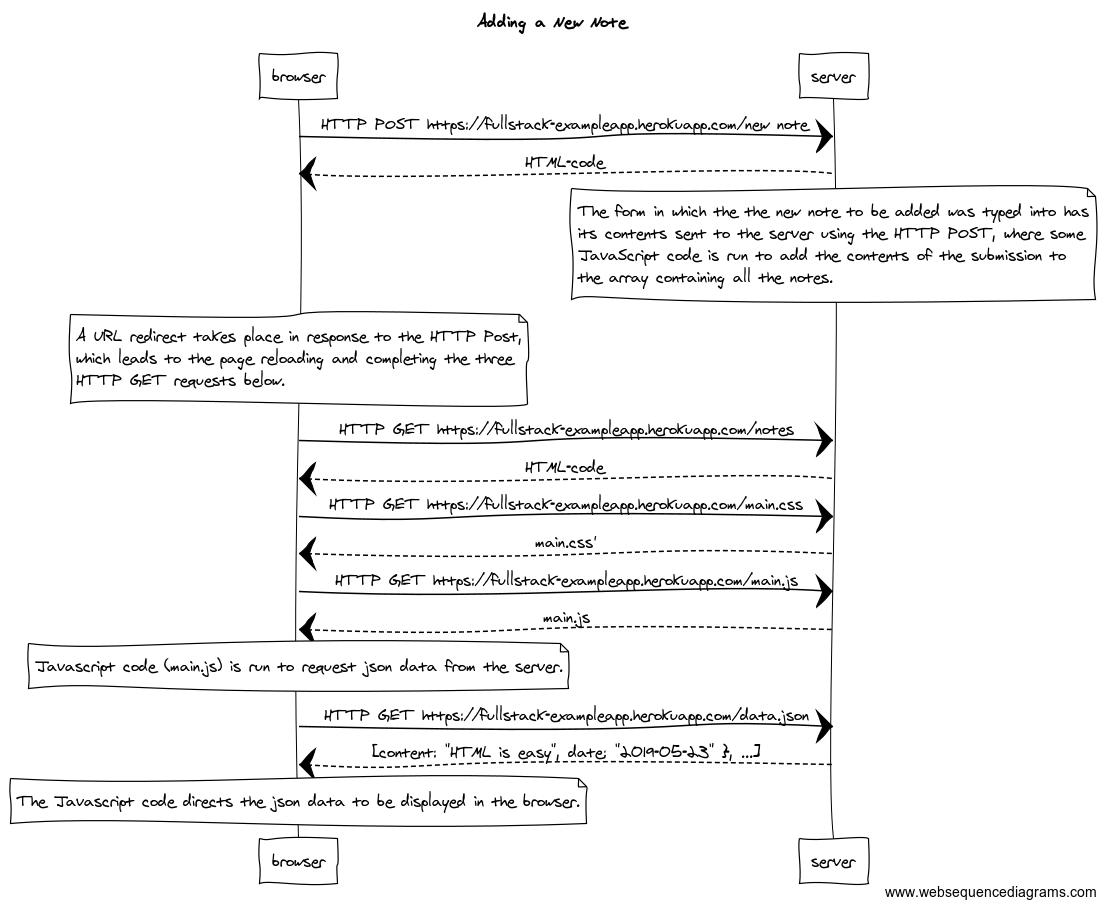 Adding a New Note
browser
server
HTTP POST https://fullstack-exampleapp.herokuapp.com/new note
HTML-code
The form in which the the new note to be added was typed into has
its contents sent to the server using the HTTP POST, where some
JavaScript code is run to add the contents of the submission to
the array containing all the notes.
A URL redirect takes place in response to the HTTP Post,
which leads to the page reloading and completing the three
HTTP GET requests below.
HTTP GET https://fullstack-exampleapp.herokuapp.com/notes
HTML-code
HTTP GET https://fullstack-exampleapp.herokuapp.com/main.css
main.css'
HTTP GET https://fullstack-exampleapp.herokuapp.com/main.js
main.js
Javascript code (main.js) is run to request json data from the server.
HTTP GET https://fullstack-exampleapp.herokuapp.com/data.json
[content: "HTML is easy", date: "2019-05-23" }, ...]
The Javascript code directs the json data to be displayed in the browser.
browser
server
www.websequencediagrams.com